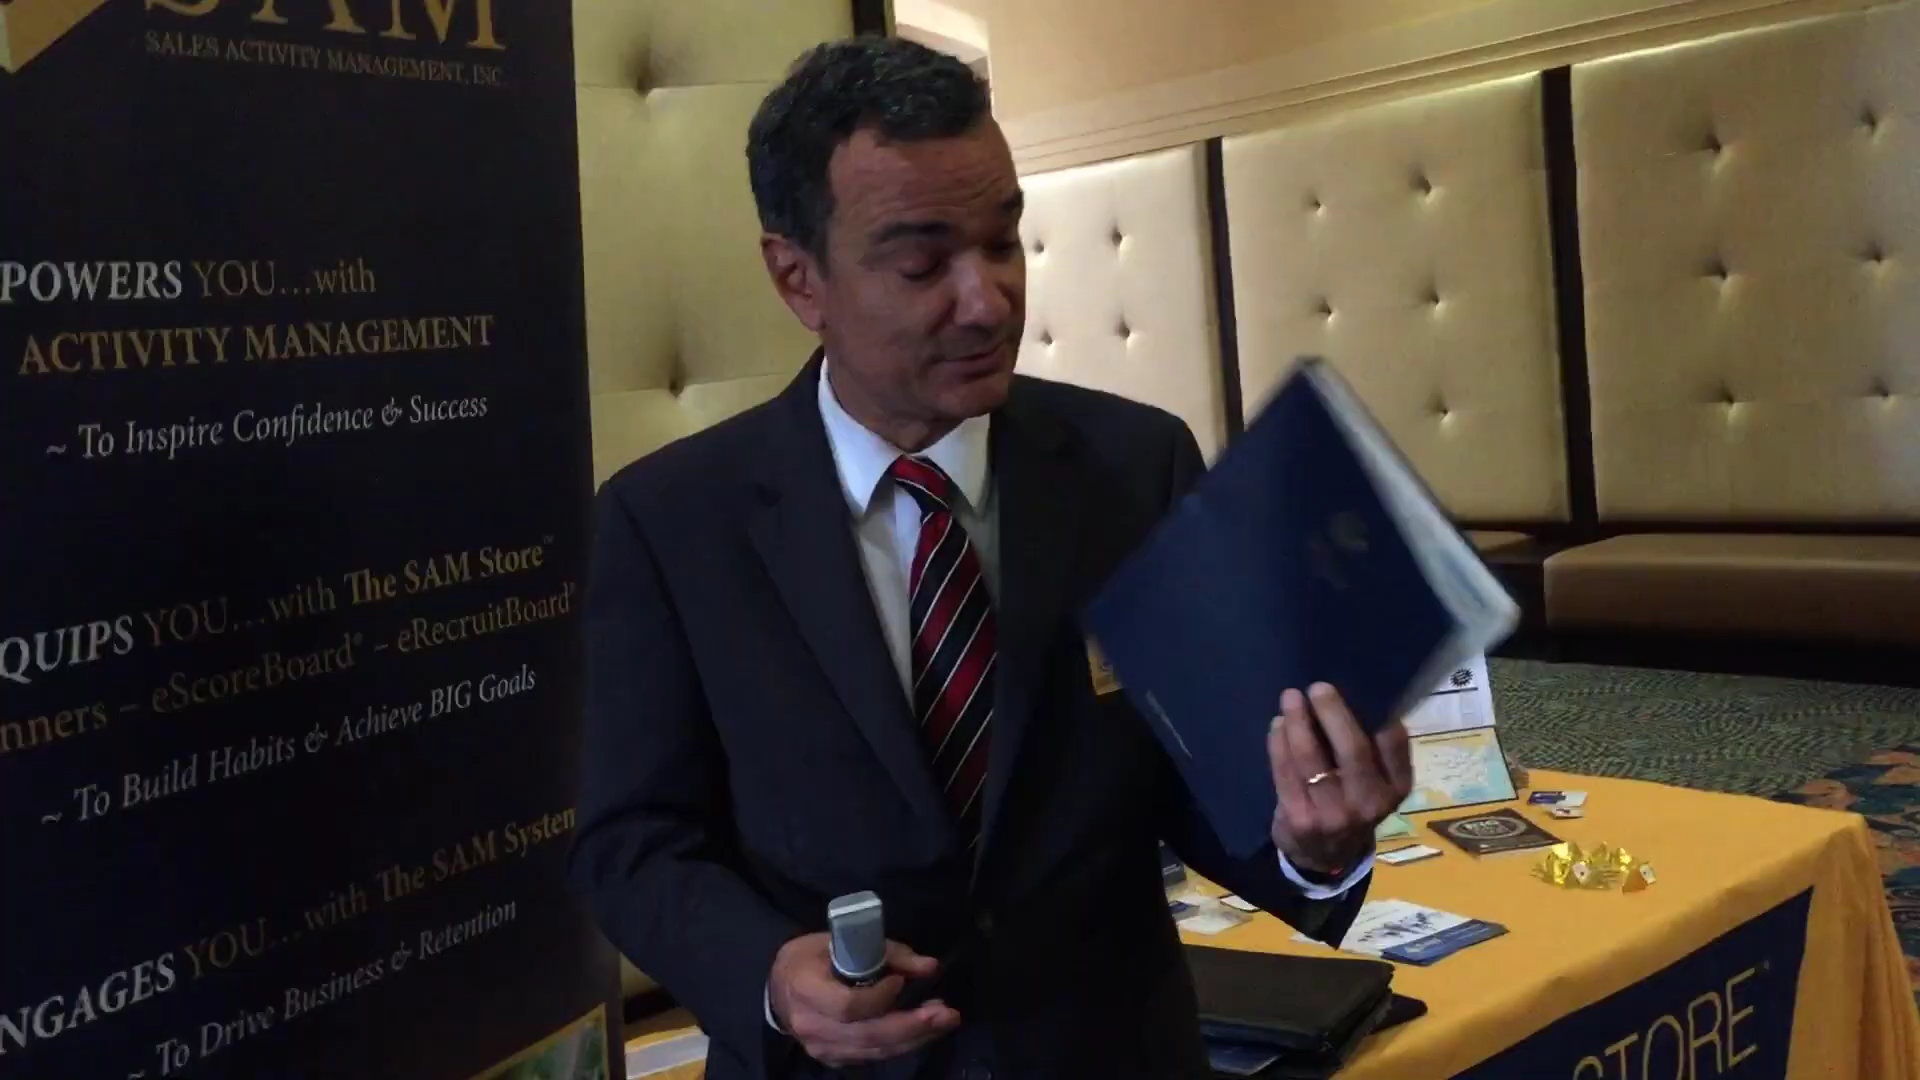 SAM
SALES ACTIVITY MANAGEMENT, INC.
POWERS YOU...with
ACTIVITY MANAGEMENT
~ To Inspire Confidence & Success
QUIPS YOU...with The SAM Store™
nners – eScoreBoard® – eRecruitBoard®
~ To Build Habits & Achieve BIG Goals
NGAGES YOU...with The SAM System
~ To Drive Business & Retention
STORE